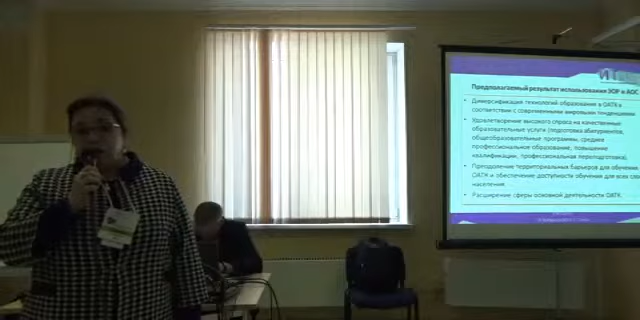 Предполагаемый результат использования ЭОР и АОС
• Диверсификация технологий образования в ОАТК в
соответствии с современными мировыми тенденциями
• Удовлетворение высокого спроса на качественные
образовательные услуги (подготовка абитуриентов,
общеобразовательные программы, среднее
профессиональное образование, повышение
квалификации, профессиональная переподготовка).
• Преодоление территориальных барьеров для обучения в
ОАТК и обеспечение доступности обучения для всех слоев
населения.
• Расширение сферы основной деятельности ОАТК.